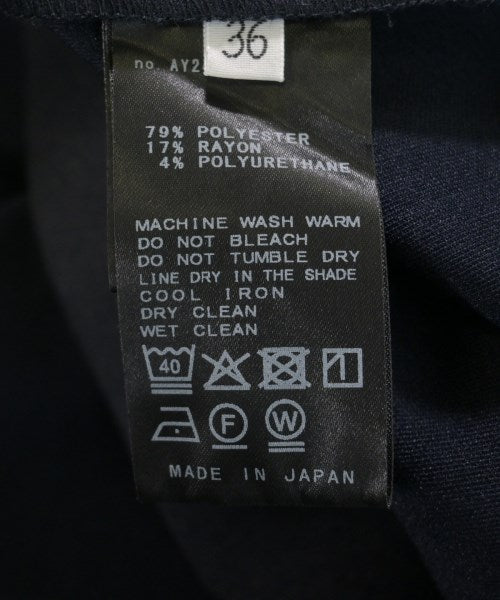 36
no. AY2
79% POLYESTER
17% RAYON
4% POLYURETHANE
MACHINE WASH WARM
DO NOT BLEACH
DO NOT TUMBLE DRY
LINE DRY IN THE SHADE
COOL IRON
DRY CLEAN
WET CLEAN
40
F W
MADE IN JAPAN